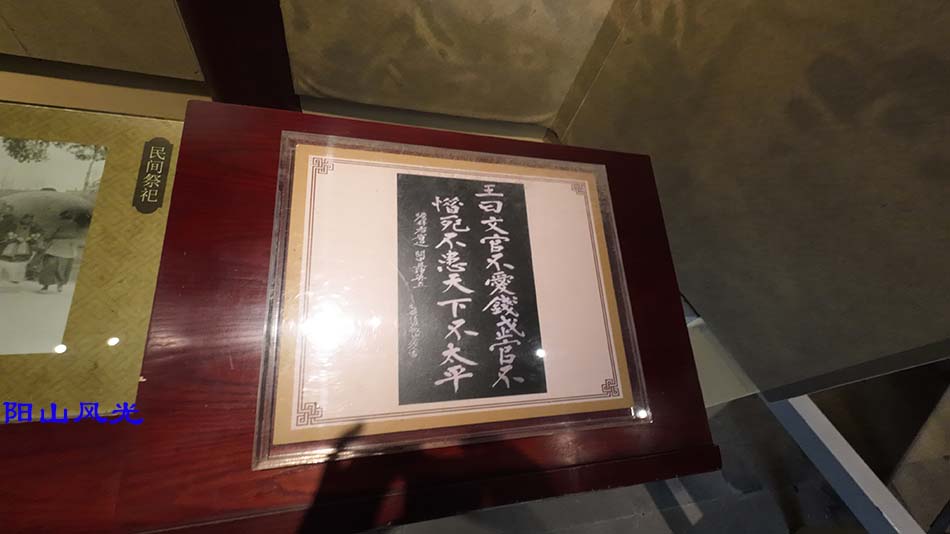 民间祭祀
王曰文官不愛錢武官不
惜死不患天下不太平
阳山风光